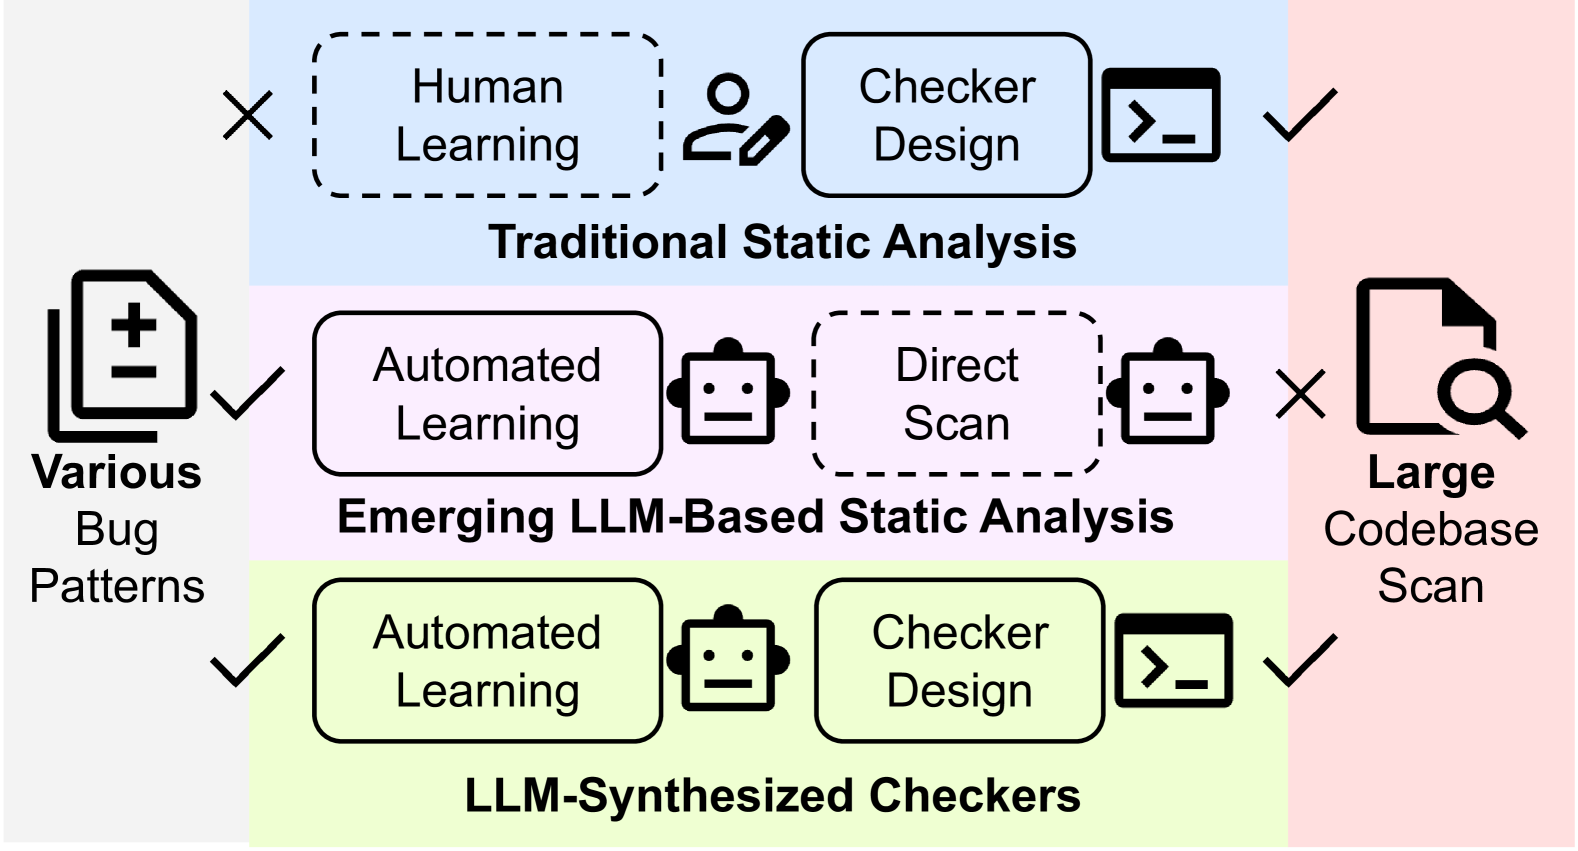 Human
Learning
Checker
Design
Traditional Static Analysis
Various
Bug
Patterns
Automated
Learning
Direct
Scan
Emerging LLM-Based Static Analysis
Large
Codebase
Scan
Automated
Learning
Checker
Design
LLM-Synthesized Checkers